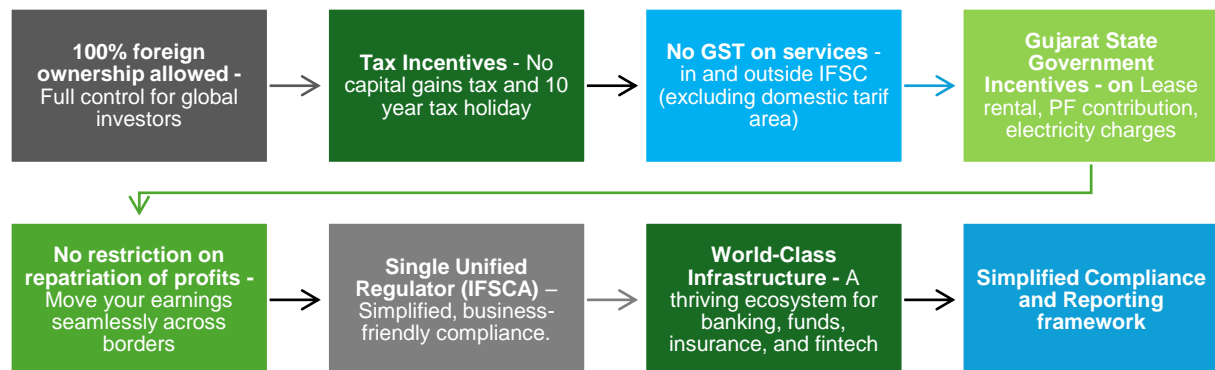 100% foreign
ownership allowed -
Full control for global
investors
Tax Incentives - No
capital gains tax and 10
year tax holiday
No GST on services -
in and outside IFSC
(excluding domestic tarif
area)
Gujarat State
Government
Incentives - on Lease
rental, PF contribution,
electricity charges
No restriction on
repatriation of profits -
Move your earnings
seamlessly across
borders
Single Unified
Regulator (IFSCA) –
Simplified, business-
friendly compliance.
World-Class
Infrastructure - A
thriving ecosystem for
banking, funds,
insurance, and fintech
Simplified Compliance
and Reporting
framework